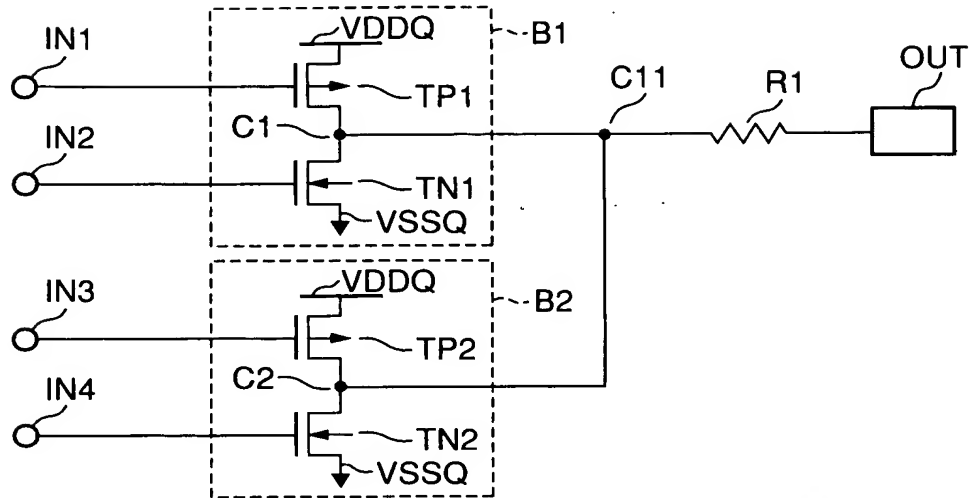 VDDQ
B1
IN1
TP1
C11
R1
OUT
C1
IN2
TN1
VSSQ
VDDQ
B2
IN3
TP2
C2
IN4
TN2
VSSQ